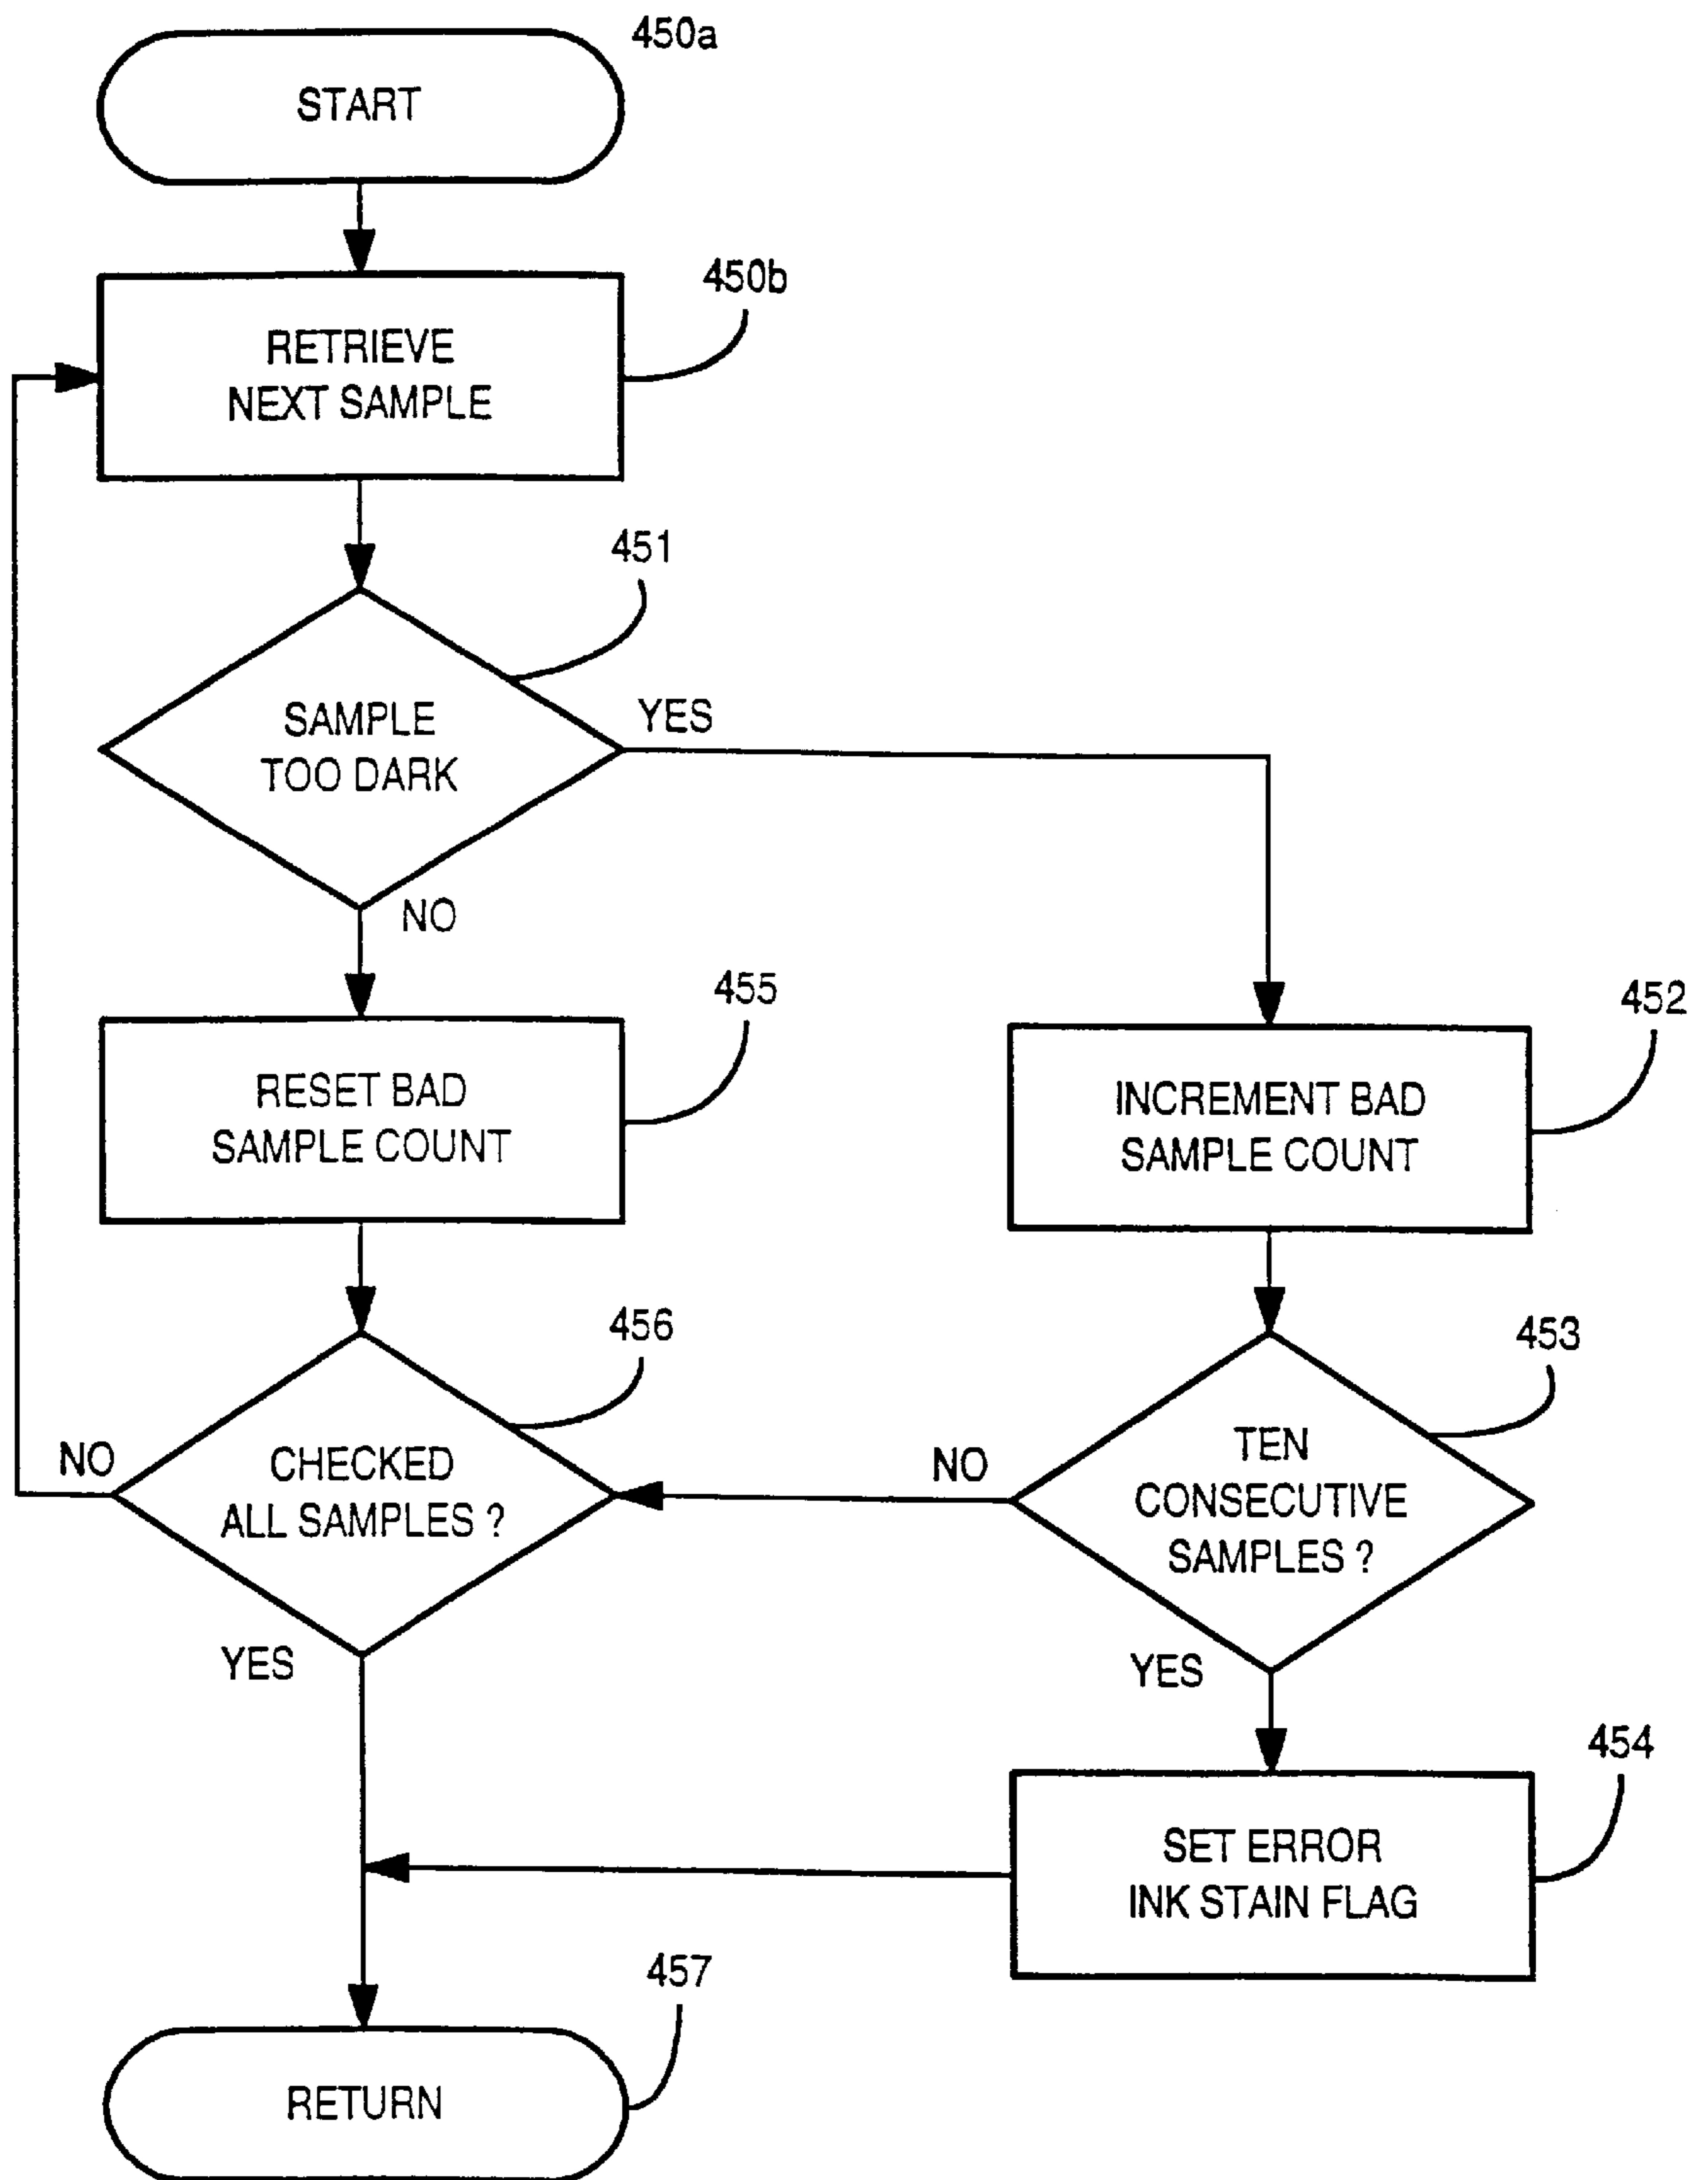 450a
START
450b
RETRIEVE
NEXT SAMPLE
451
SAMPLE
TOO DARK
YES
NO
455
RESET BAD
SAMPLE COUNT
452
INCREMENT BAD
SAMPLE COUNT
456
CHECKED
ALL SAMPLES ?
NO
YES
453
TEN
CONSECUTIVE
SAMPLES ?
NO
YES
454
SET ERROR
INK STAIN FLAG
457
RETURN